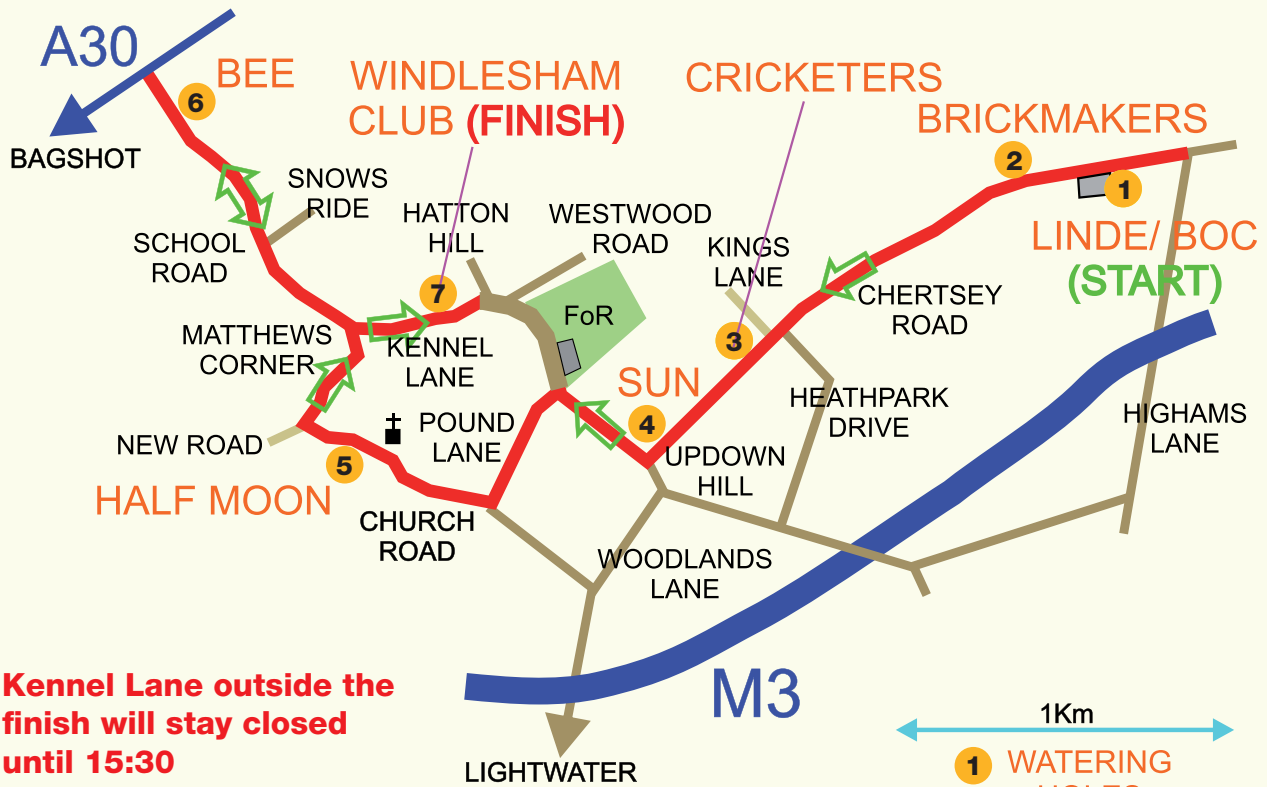 A30
BEE
6
BAGSHOT
WINDLESHAM
CLUB (FINISH)
CRICKETERS
BRICKMAKERS
2
1
LINDE/ BOC
(START)
SNOWS
RIDE
HATTON
HILL
WESTWOOD
ROAD
KINGS
LANE
SCHOOL
ROAD
7
FoR
CHERTSEY
ROAD
MATTHEWS
CORNER
KENNEL
LANE
3
SUN
4
HEATHPARK
DRIVE
HIGHAMS
LANE
NEW ROAD
POUND
LANE
5
HALF MOON
UPDOWN
HILL
CHURCH
ROAD
WOODLANDS
LANE
M3
Kennel Lane outside the
finish will stay closed
until 15:30
LIGHTWATER
1Km
1 WATERING